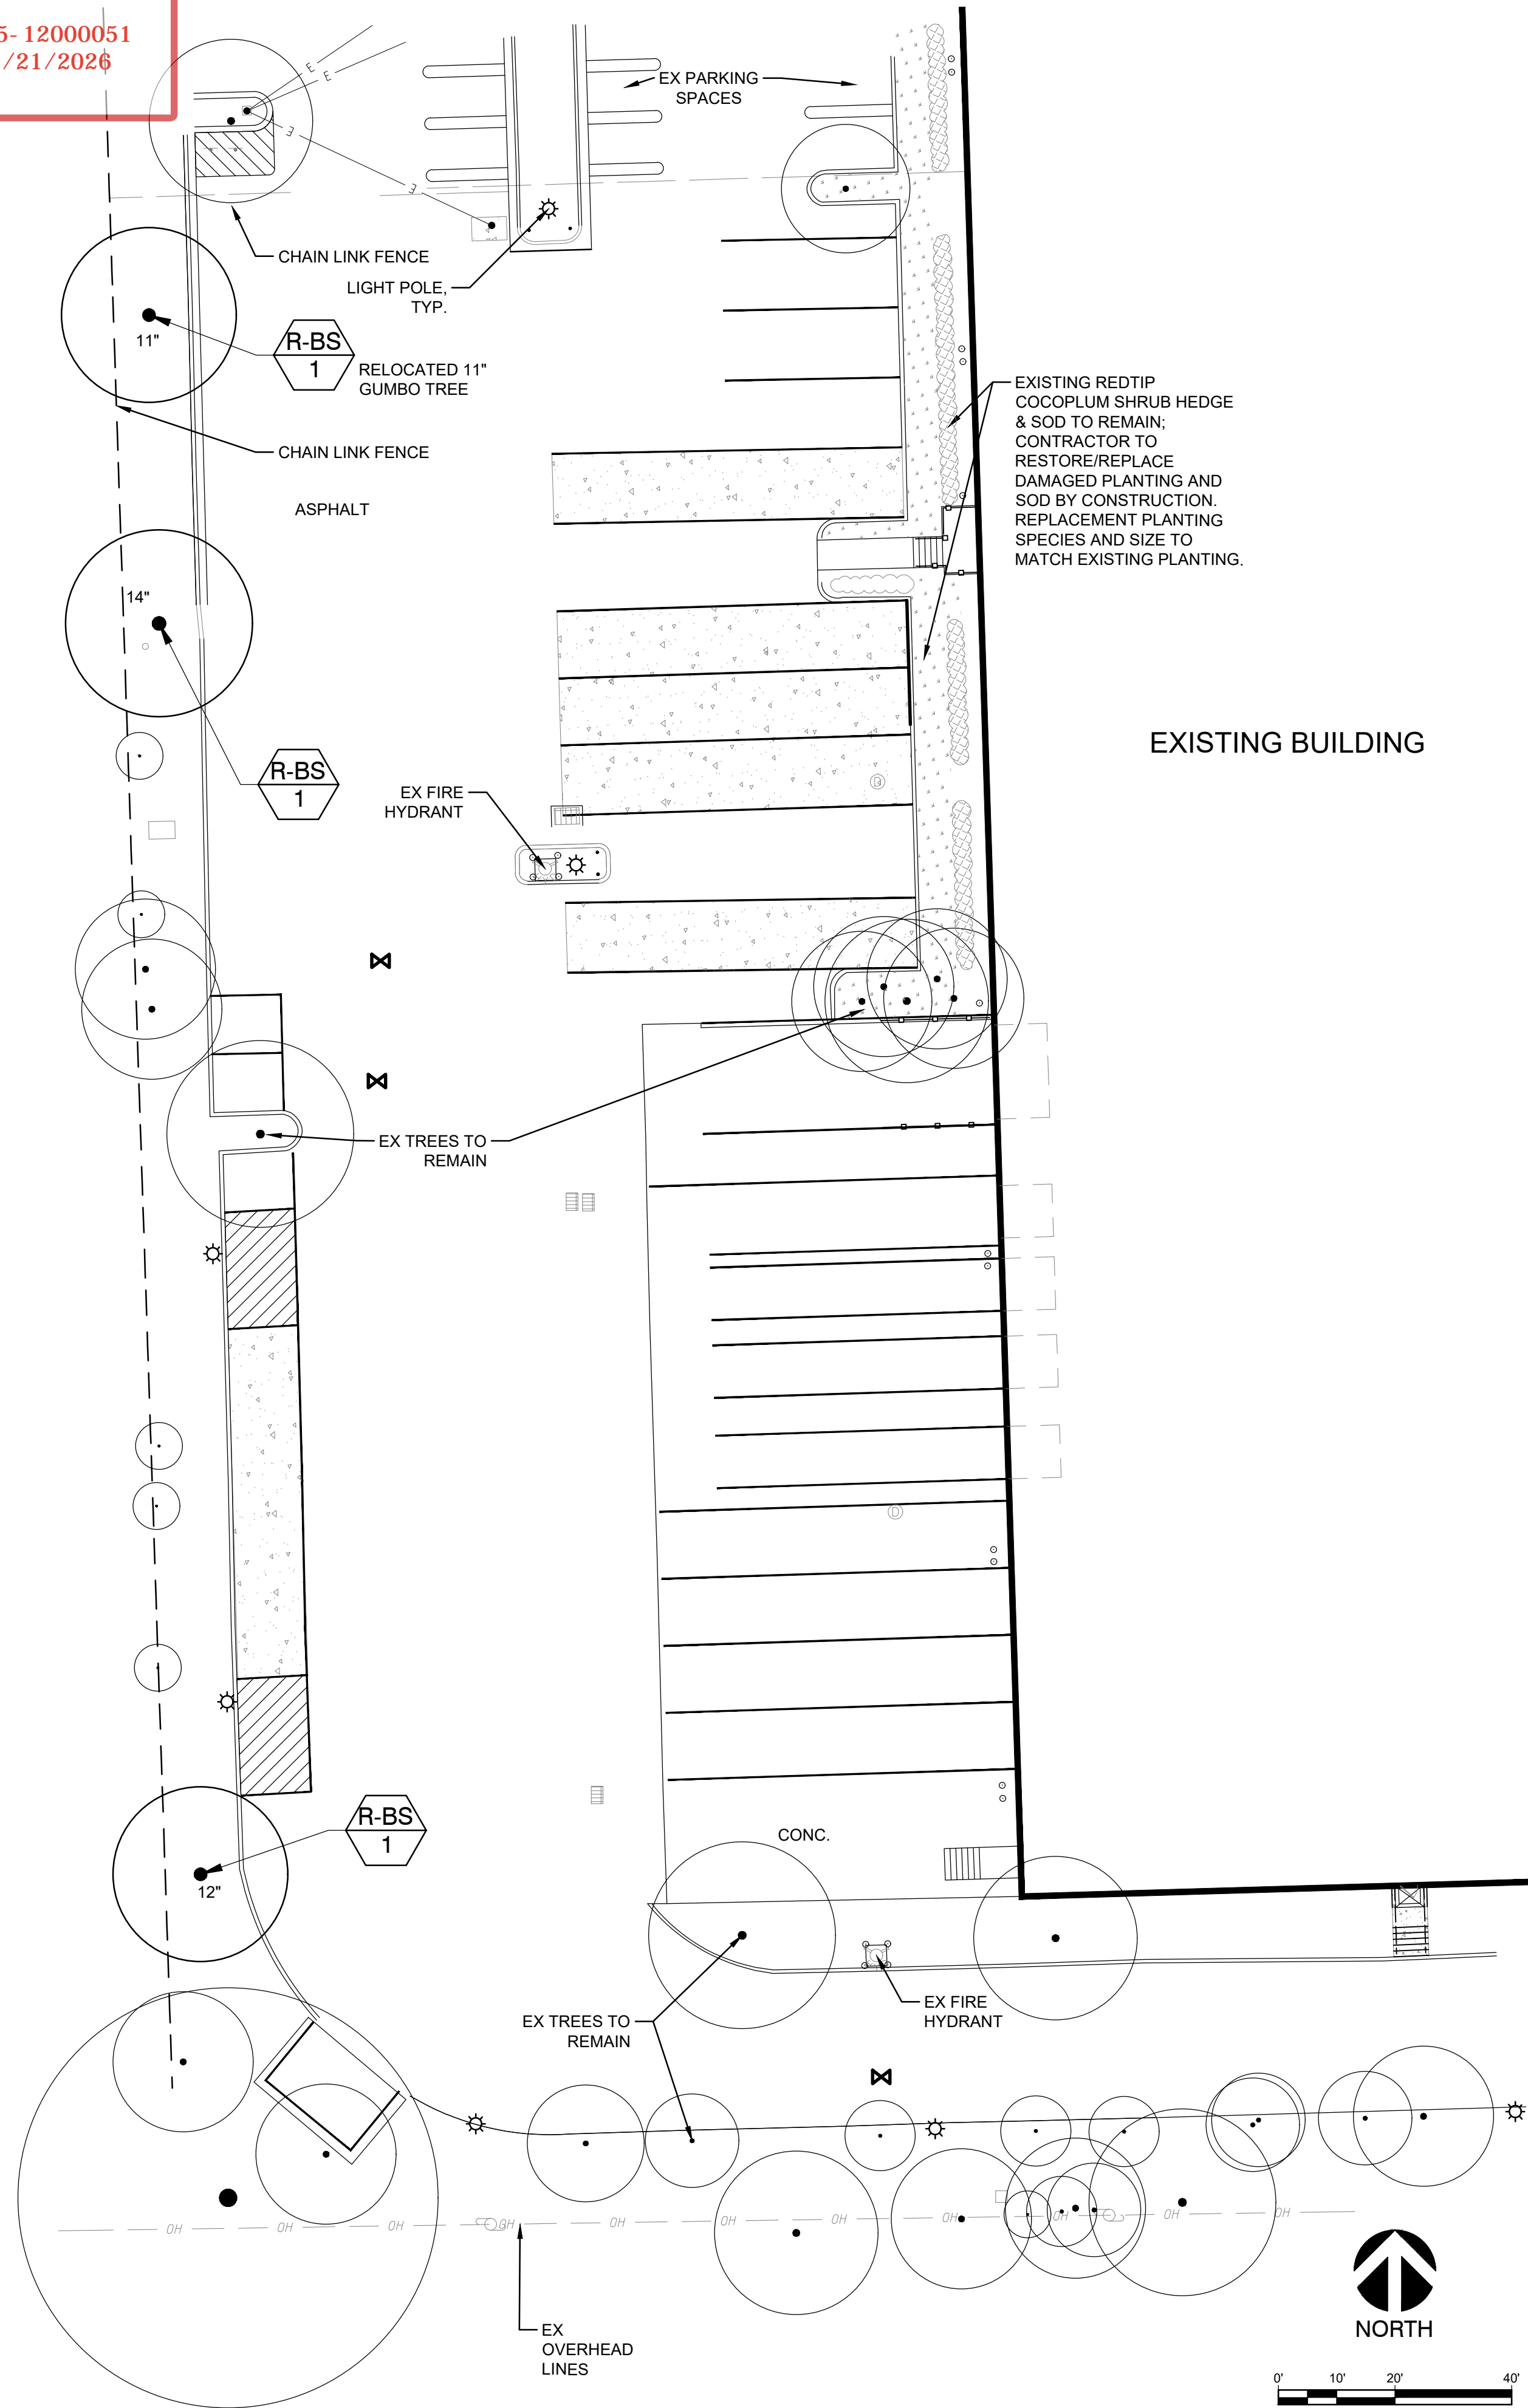 5-12000051
/21/2026
E
E
E
E
EX PARKING
SPACES
CHAIN LINK FENCE
LIGHT POLE,
TYP.
11"
R-BS
1
RELOCATED 11"
GUMBO TREE
EXISTING REDTIP
COCOPLUM SHRUB HEDGE
& SOD TO REMAIN;
CONTRACTOR TO
RESTORE/REPLACE
DAMAGED PLANTING AND
SOD BY CONSTRUCTION.
REPLACEMENT PLANTING
SPECIES AND SIZE TO
MATCH EXISTING PLANTING.
CHAIN LINK FENCE
ASPHALT
14"
R-BS
1
EXISTING BUILDING
EX FIRE
HYDRANT
D
EX TREES TO
REMAIN
D
R-BS
1
12"
CONC.
EX FIRE
HYDRANT
EX TREES TO
REMAIN
OH OH OH OH OH OH OH OH OH OH OH
EX
OVERHEAD
LINES
NORTH
0' 10' 20' 40'